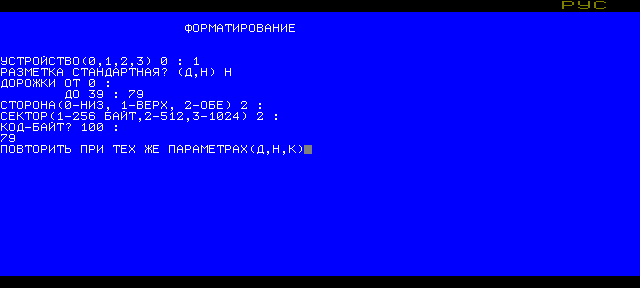 РУС
ФОРМАТИРОВАНИЕ
УСТРОЙСТВО(0,1,2,3) 0 : 1
РАЗМЕТКА СТАНДАРТНАЯ? (Д,Н) Н
ДОРОЖКИ ОТ 0 :
ДО 39 : 79
СТОРОНА(0-НИЗ, 1-ВЕРХ, 2-ОБЕ) 2 :
СЕКТОР(1-256 БАЙТ,2-512,3-1024) 2 :
КОД-БАЙТ? 100 :
79
ПОВТОРИТЬ ПРИ ТЕХ ЖЕ ПАРАМЕТРАХ(Д,Н,К)